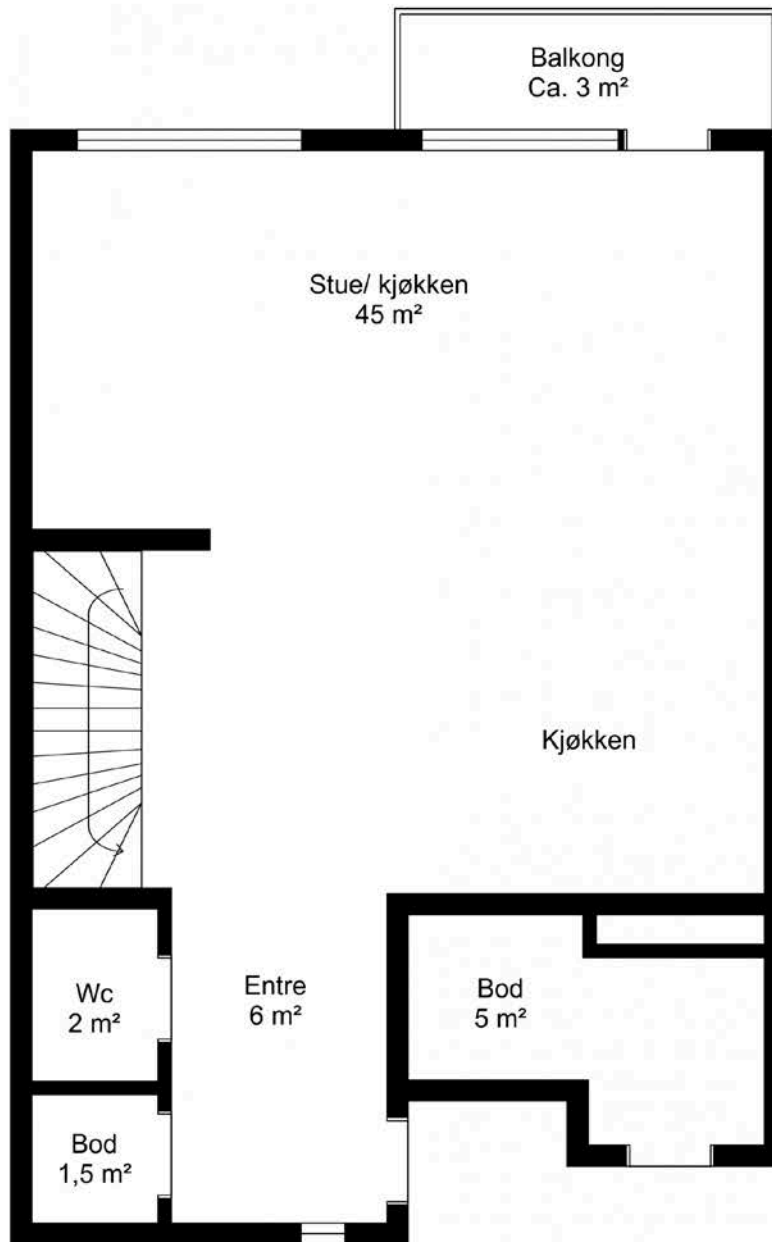 Balkong
Ca. 3 m²
Stue/ kjøkken
45 m²
Kjøkken
Entre
6 m²
Wc
2 m²
Bod
5 m²
Bod
1,5 m²